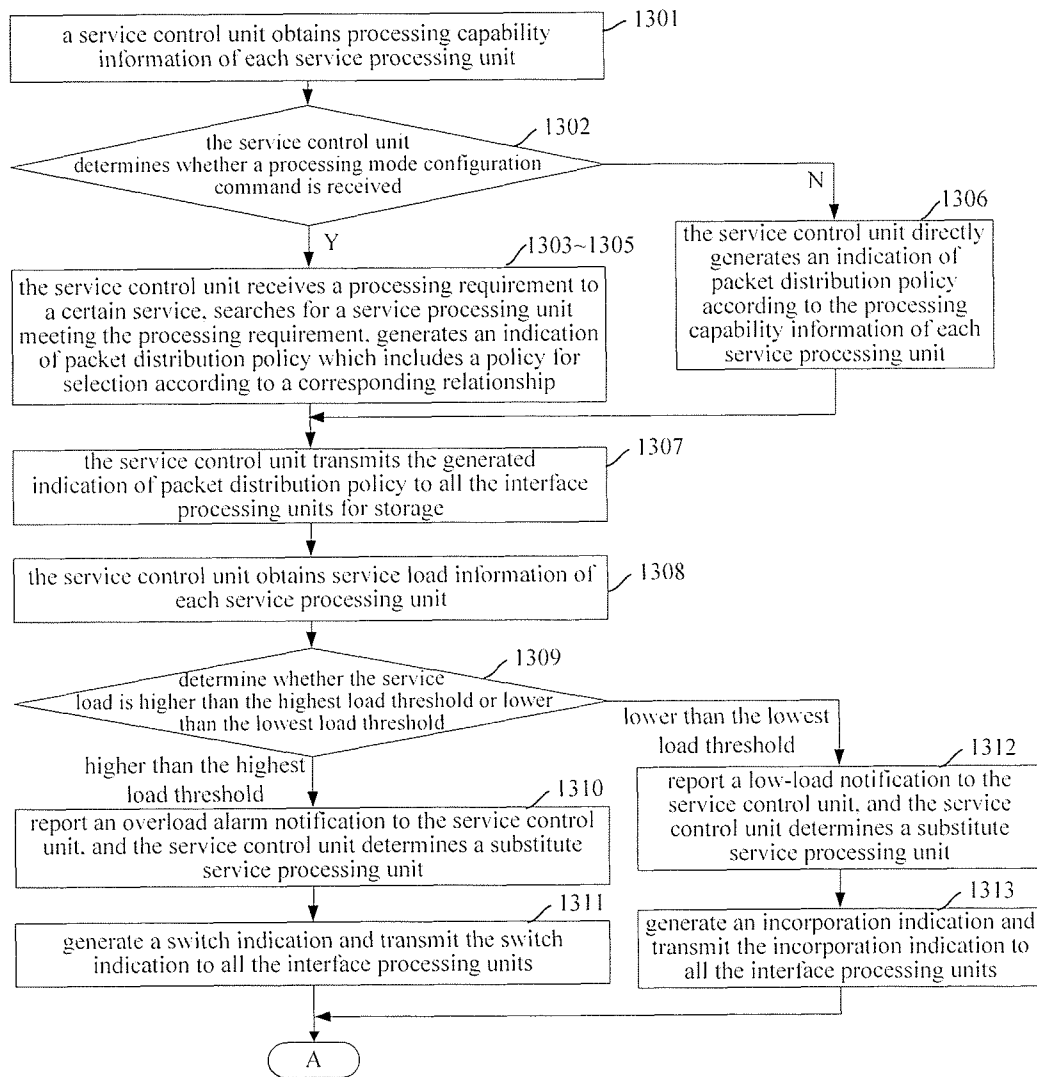 1301
a service control unit obtains processing capability
information of each service processing unit
1302
the service control unit
determines whether a processing mode configuration
command is received
N
Y
1303~1305
the service control unit receives a processing requirement to
a certain service, searches for a service processing unit
meeting the processing requirement, generates an indication
of packet distribution policy which includes a policy for
selection according to a corresponding relationship
1306
the service control unit directly
generates an indication of
packet distribution policy
according to the processing
capability information of each
service processing unit
1307
the service control unit transmits the generated
indication of packet distribution policy to all the interface
processing units for storage
1308
the service control unit obtains service load information of
each service processing unit
1309
determine whether the service
load is higher than the highest load threshold or lower
than the lowest load threshold
higher than the highest
load threshold
lower than the lowest
load threshold
1310
report an overload alarm notification to the service control
unit, and the service control unit determines a substitute
service processing unit
1312
report a low-load notification to the
service control unit, and the service
control unit determines a substitute
service processing unit
1311
generate a switch indication and transmit the switch
indication to all the interface processing units
1313
generate an incorporation indication and
transmit the incorporation indication to
all the interface processing units
A